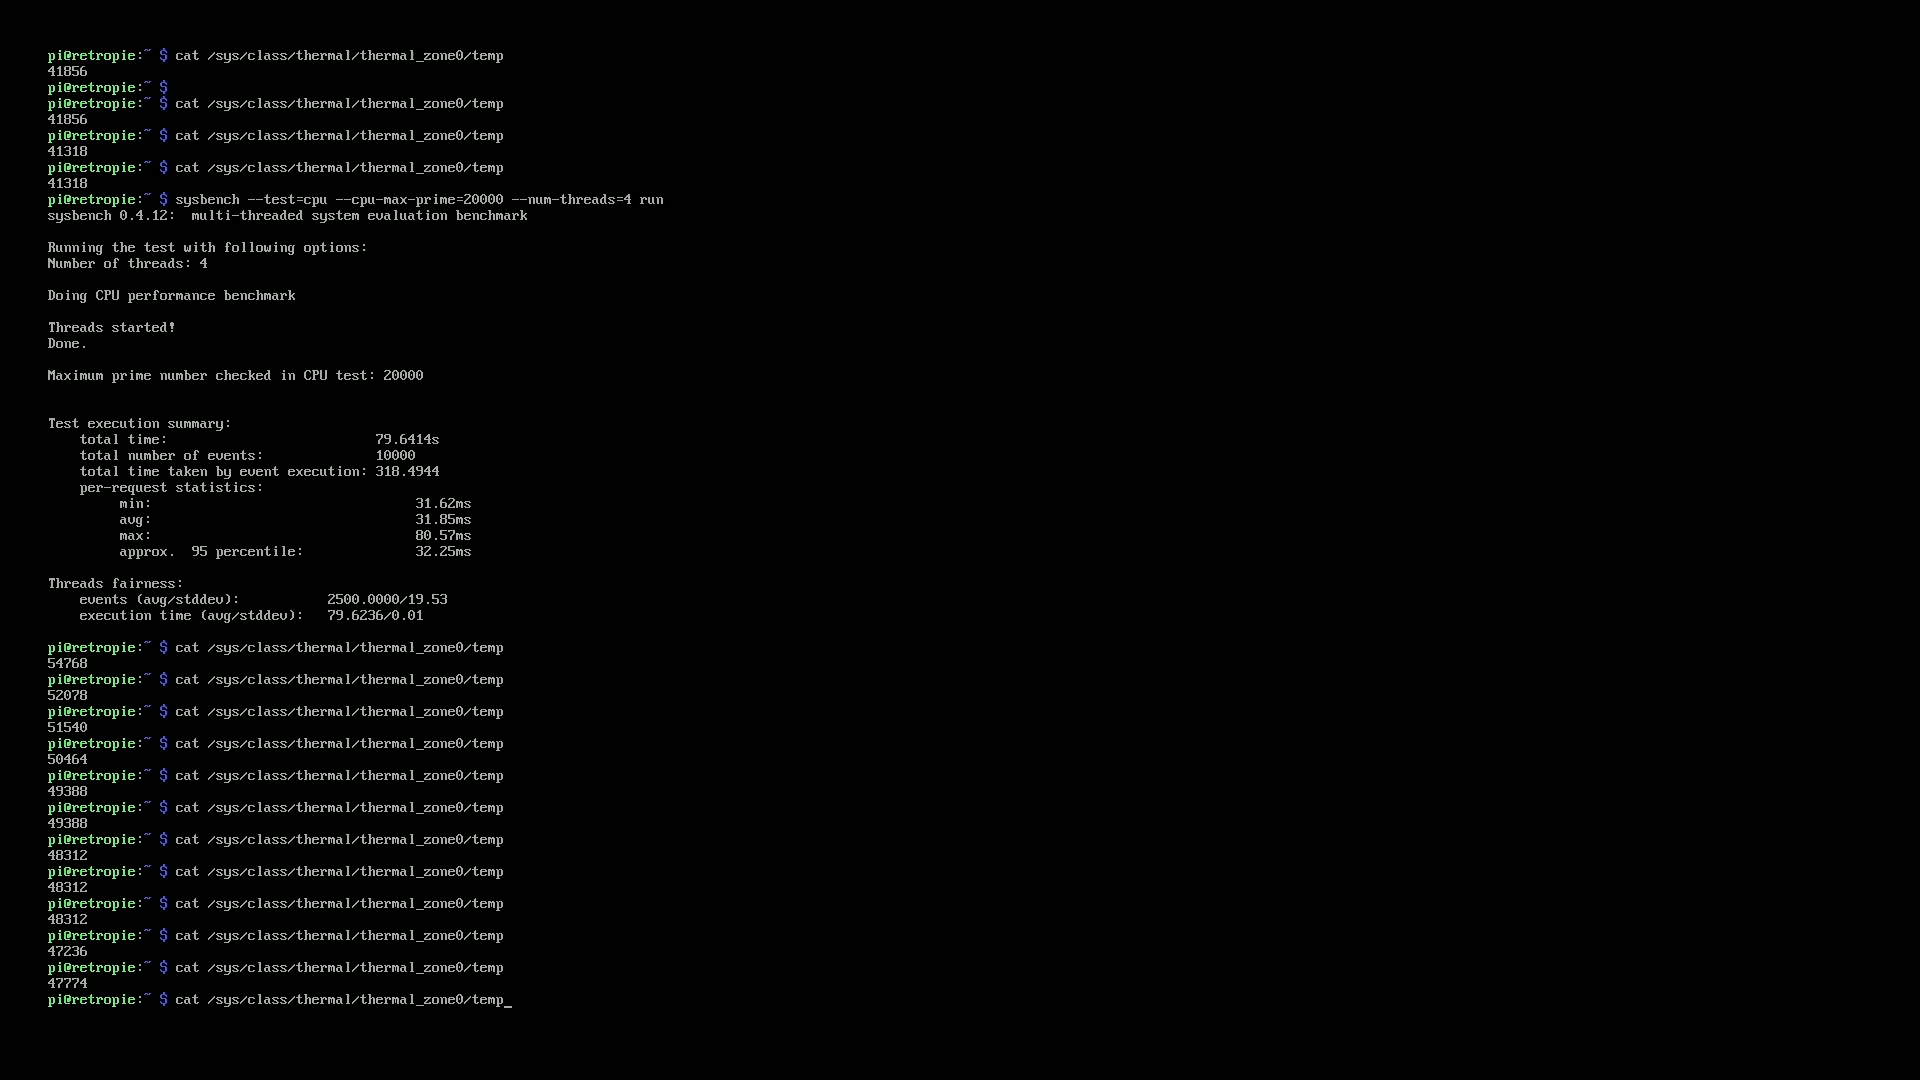 pi@retropie:~ $ cat /sys/class/thermal/thermal_zone0/temp
41856
pi@retropie:~ $
pi@retropie:~ $ cat /sys/class/thermal/thermal_zone0/temp
41856
pi@retropie:~ $ cat /sys/class/thermal/thermal_zone0/temp
41318
pi@retropie:~ $ cat /sys/class/thermal/thermal_zone0/temp
41318
pi@retropie:~ $ sysbench --test=cpu --cpu-max-prime=20000 --num-threads=4 run
sysbench 0.4.12:  multi-threaded system evaluation benchmark

Running the test with following options:
Number of threads: 4

Doing CPU performance benchmark

Threads started!
Done.

Maximum prime number checked in CPU test: 20000


Test execution summary:
    total time:                          79.6414s
    total number of events:              10000
    total time taken by event execution: 318.4944
    per-request statistics:
         min:                                 31.62ms
         avg:                                 31.85ms
         max:                                 80.57ms
         approx.  95 percentile:              32.25ms

Threads fairness:
    events (avg/stddev):           2500.0000/19.53
    execution time (avg/stddev):   79.6236/0.01

pi@retropie:~ $ cat /sys/class/thermal/thermal_zone0/temp
54768
pi@retropie:~ $ cat /sys/class/thermal/thermal_zone0/temp
52078
pi@retropie:~ $ cat /sys/class/thermal/thermal_zone0/temp
51540
pi@retropie:~ $ cat /sys/class/thermal/thermal_zone0/temp
50464
pi@retropie:~ $ cat /sys/class/thermal/thermal_zone0/temp
49388
pi@retropie:~ $ cat /sys/class/thermal/thermal_zone0/temp
49388
pi@retropie:~ $ cat /sys/class/thermal/thermal_zone0/temp
48312
pi@retropie:~ $ cat /sys/class/thermal/thermal_zone0/temp
48312
pi@retropie:~ $ cat /sys/class/thermal/thermal_zone0/temp
48312
pi@retropie:~ $ cat /sys/class/thermal/thermal_zone0/temp
47236
pi@retropie:~ $ cat /sys/class/thermal/thermal_zone0/temp
47774
pi@retropie:~ $ cat /sys/class/thermal/thermal_zone0/temp_